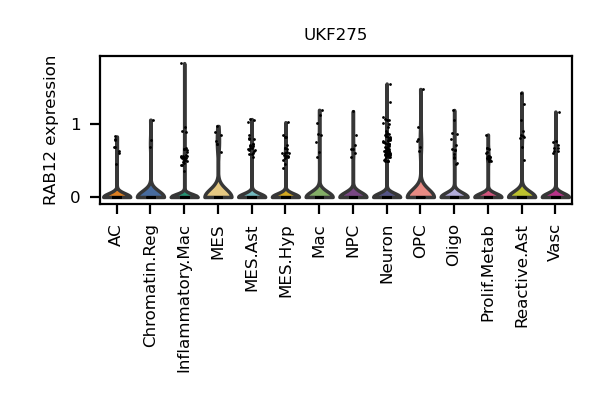 UKF275
RAB12 expression
1
0
AC
Chromatin.Reg
Inflammatory.Mac
MES
MES.Ast
MES.Hyp
Mac
NPC
Neuron
OPC
Oligo
Prolif.Metab
Reactive.Ast
Vasc